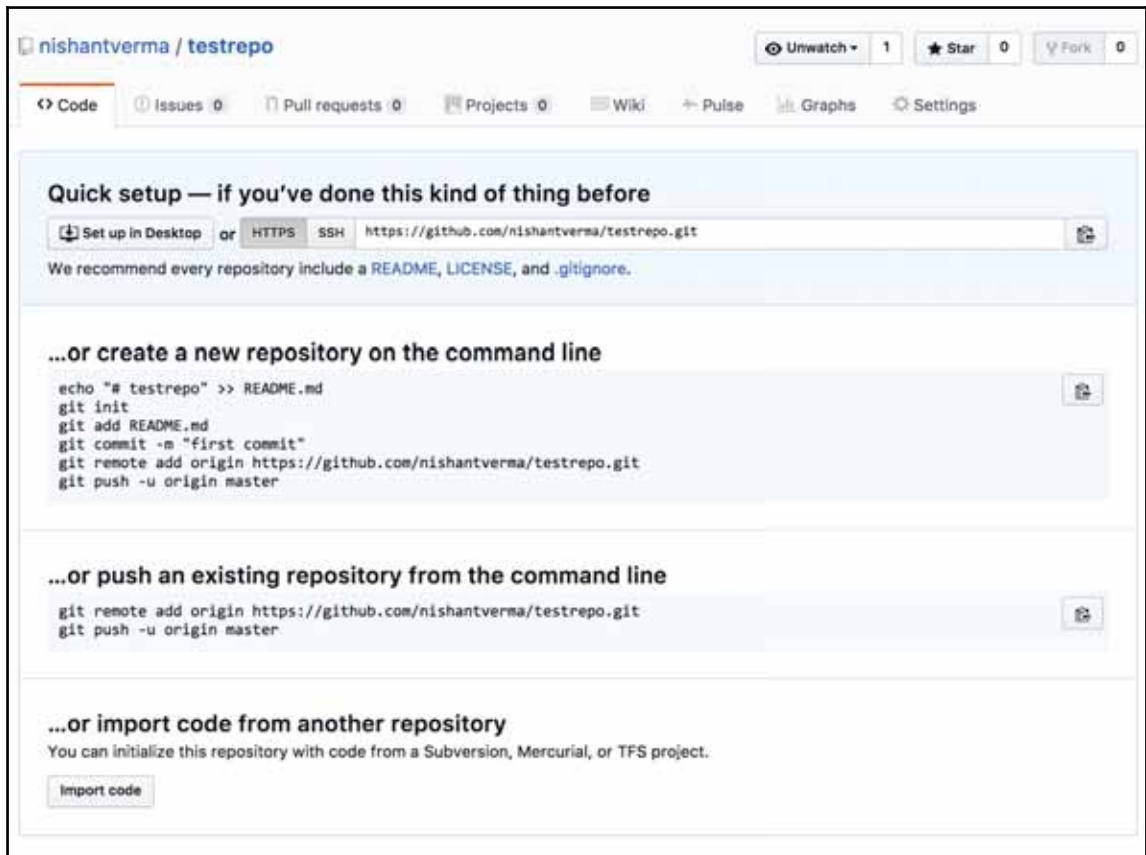 nishantverma / testrepo
Unwatch 1 Star 0 Fork 0
Code Issues 0 Pull requests 0 Projects 0 Wiki Pulse Graphs Settings
Quick setup — if you've done this kind of thing before
Set up in Desktop or HTTPS SSH https://github.com/nishantverma/testrepo.git
We recommend every repository include a README, LICENSE, and .gitignore.
...or create a new repository on the command line
echo "# testrepo" >> README.md
git init
git add README.md
git commit -m "first commit"
git remote add origin https://github.com/nishantverma/testrepo.git
git push -u origin master
...or push an existing repository from the command line
git remote add origin https://github.com/nishantverma/testrepo.git
git push -u origin master
...or import code from another repository
You can initialize this repository with code from a Subversion, Mercurial, or TFS project.
Import code